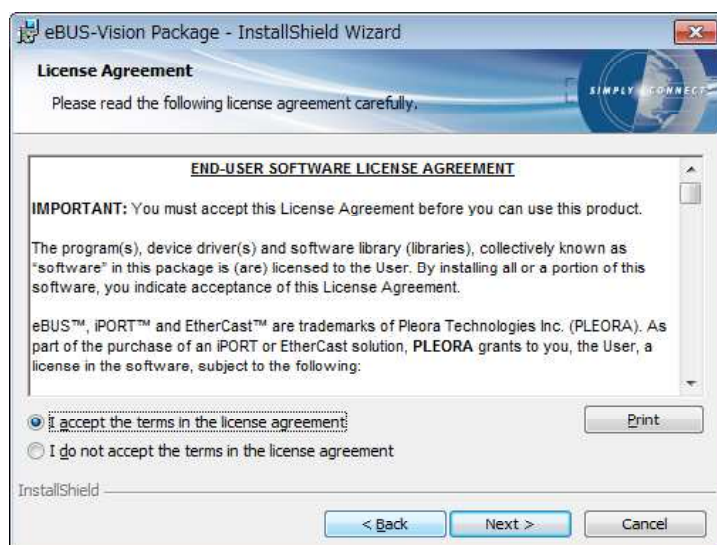 eBUS-Vision Package - InstallShield Wizard
License Agreement
Please read the following license agreement carefully.
SIMPLY CONNECT
END-USER SOFTWARE LICENSE AGREEMENT
IMPORTANT: You must accept this License Agreement before you can use this product.
The program(s), device driver(s) and software library (libraries), collectively known as
“software” in this package is (are) licensed to the User. By installing all or a portion of this
software, you indicate acceptance of this License Agreement.
eBUS™, iPORT™ and EtherCast™ are trademarks of Pleora Technologies Inc. (PLEORA). As
part of the purchase of an iPORT or EtherCast solution, PLEORA grants to you, the User, a
license in the software, subject to the following:
I accept the terms in the license agreement
Print
I do not accept the terms in the license agreement
InstallShield
< Back
Next >
Cancel